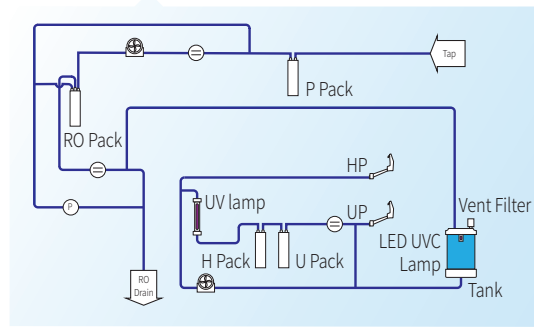 Tap
P Pack
RO Pack
HP
UV lamp
UP
Vent Filter
LED UVC
Lamp
H Pack
U Pack
Tank
P
RO
Drain